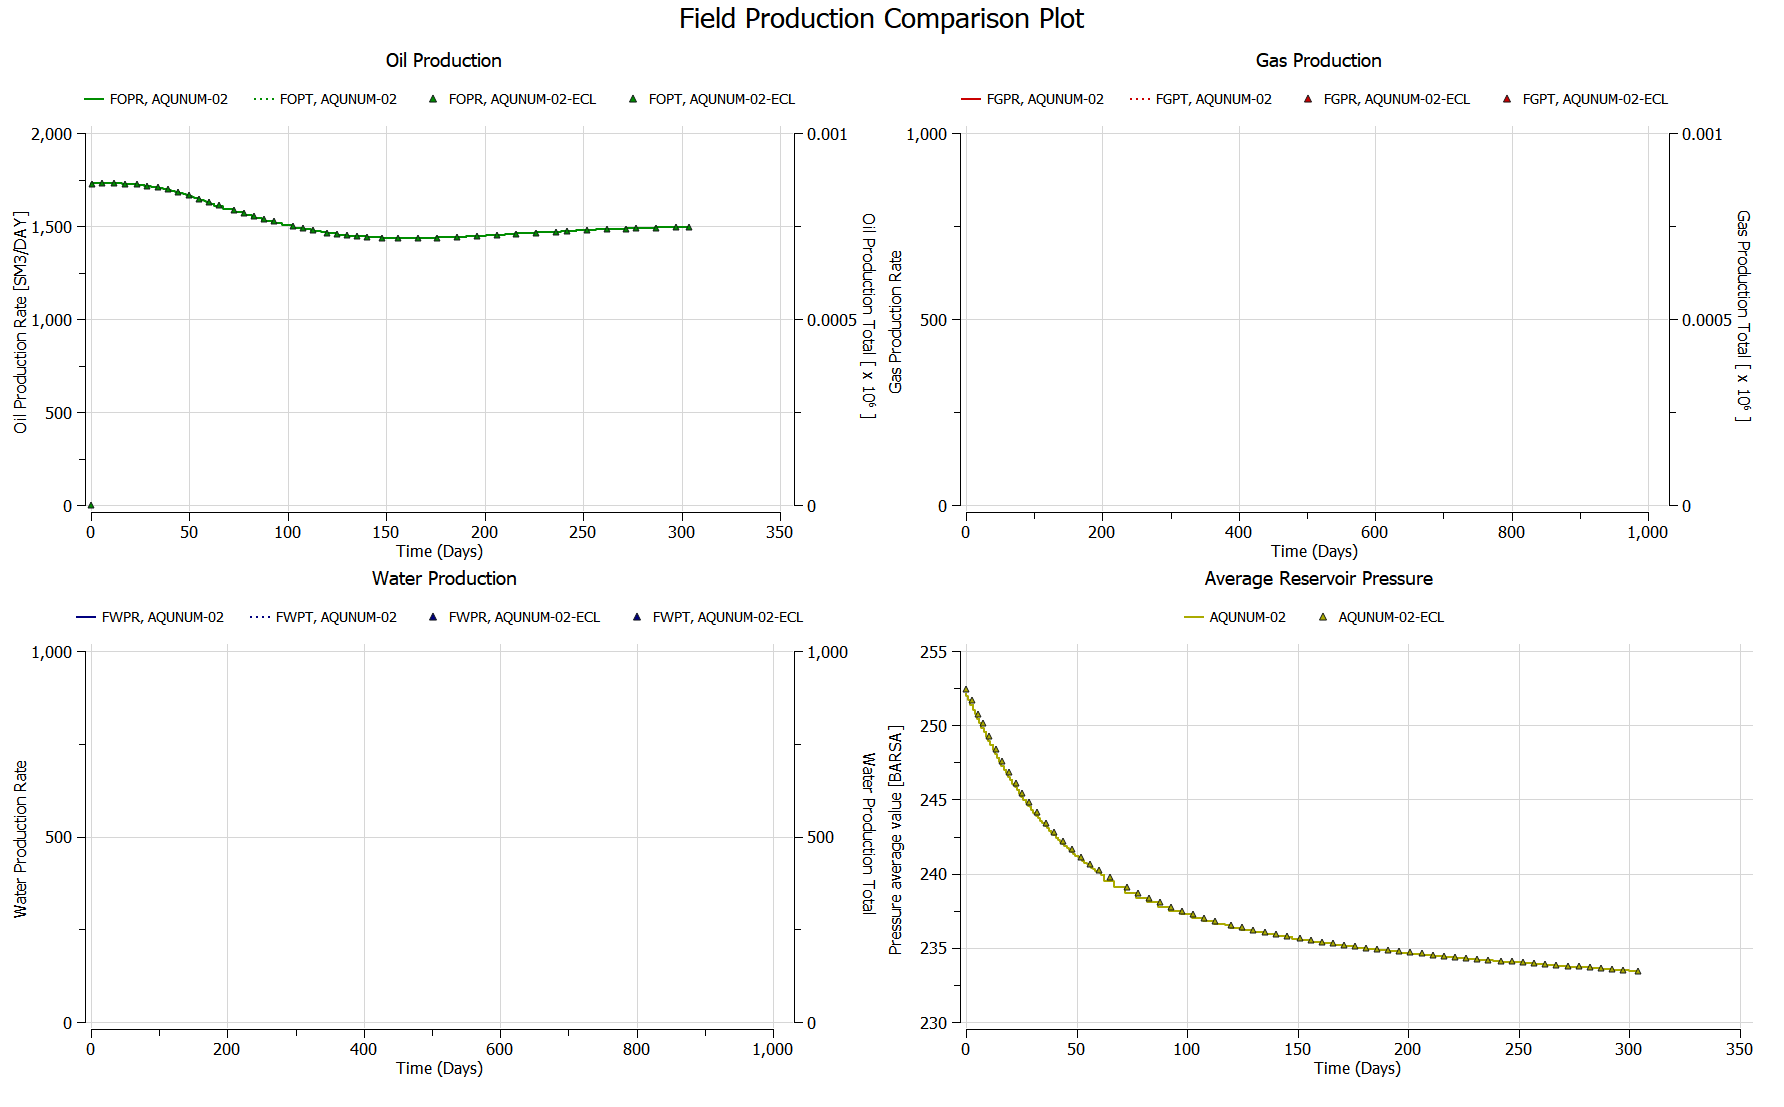 Field Production Comparison Plot
Oil Production
FOPR, AQUNUM-02 FOPT, AQUNUM-02 FOPR, AQUNUM-02-ECL FOPT, AQUNUM-02-ECL
2,000
1,500
1,000
500
0
Oil Production Rate [SM3/DAY]
0.001
0.0005
0
Oil Production Total [ x 10⁶ ]
0 50 100 150 200 250 300 350
Time (Days)
Gas Production
FGPR, AQUNUM-02 FGPT, AQUNUM-02 FGPR, AQUNUM-02-ECL FGPT, AQUNUM-02-ECL
1,000
500
0
Gas Production Rate
0.001
0.0005
0
Gas Production Total [ x 10⁶ ]
0 200 400 600 800 1,000
Time (Days)
Water Production
FWPR, AQUNUM-02 FWPT, AQUNUM-02 FWPR, AQUNUM-02-ECL FWPT, AQUNUM-02-ECL
1,000
500
0
Water Production Rate
1,000
500
0
Water Production Total
0 200 400 600 800 1,000
Time (Days)
Average Reservoir Pressure
AQUNUM-02 AQUNUM-02-ECL
255
250
245
240
235
230
Pressure average value [BARSA]
0 50 100 150 200 250 300 350
Time (Days)